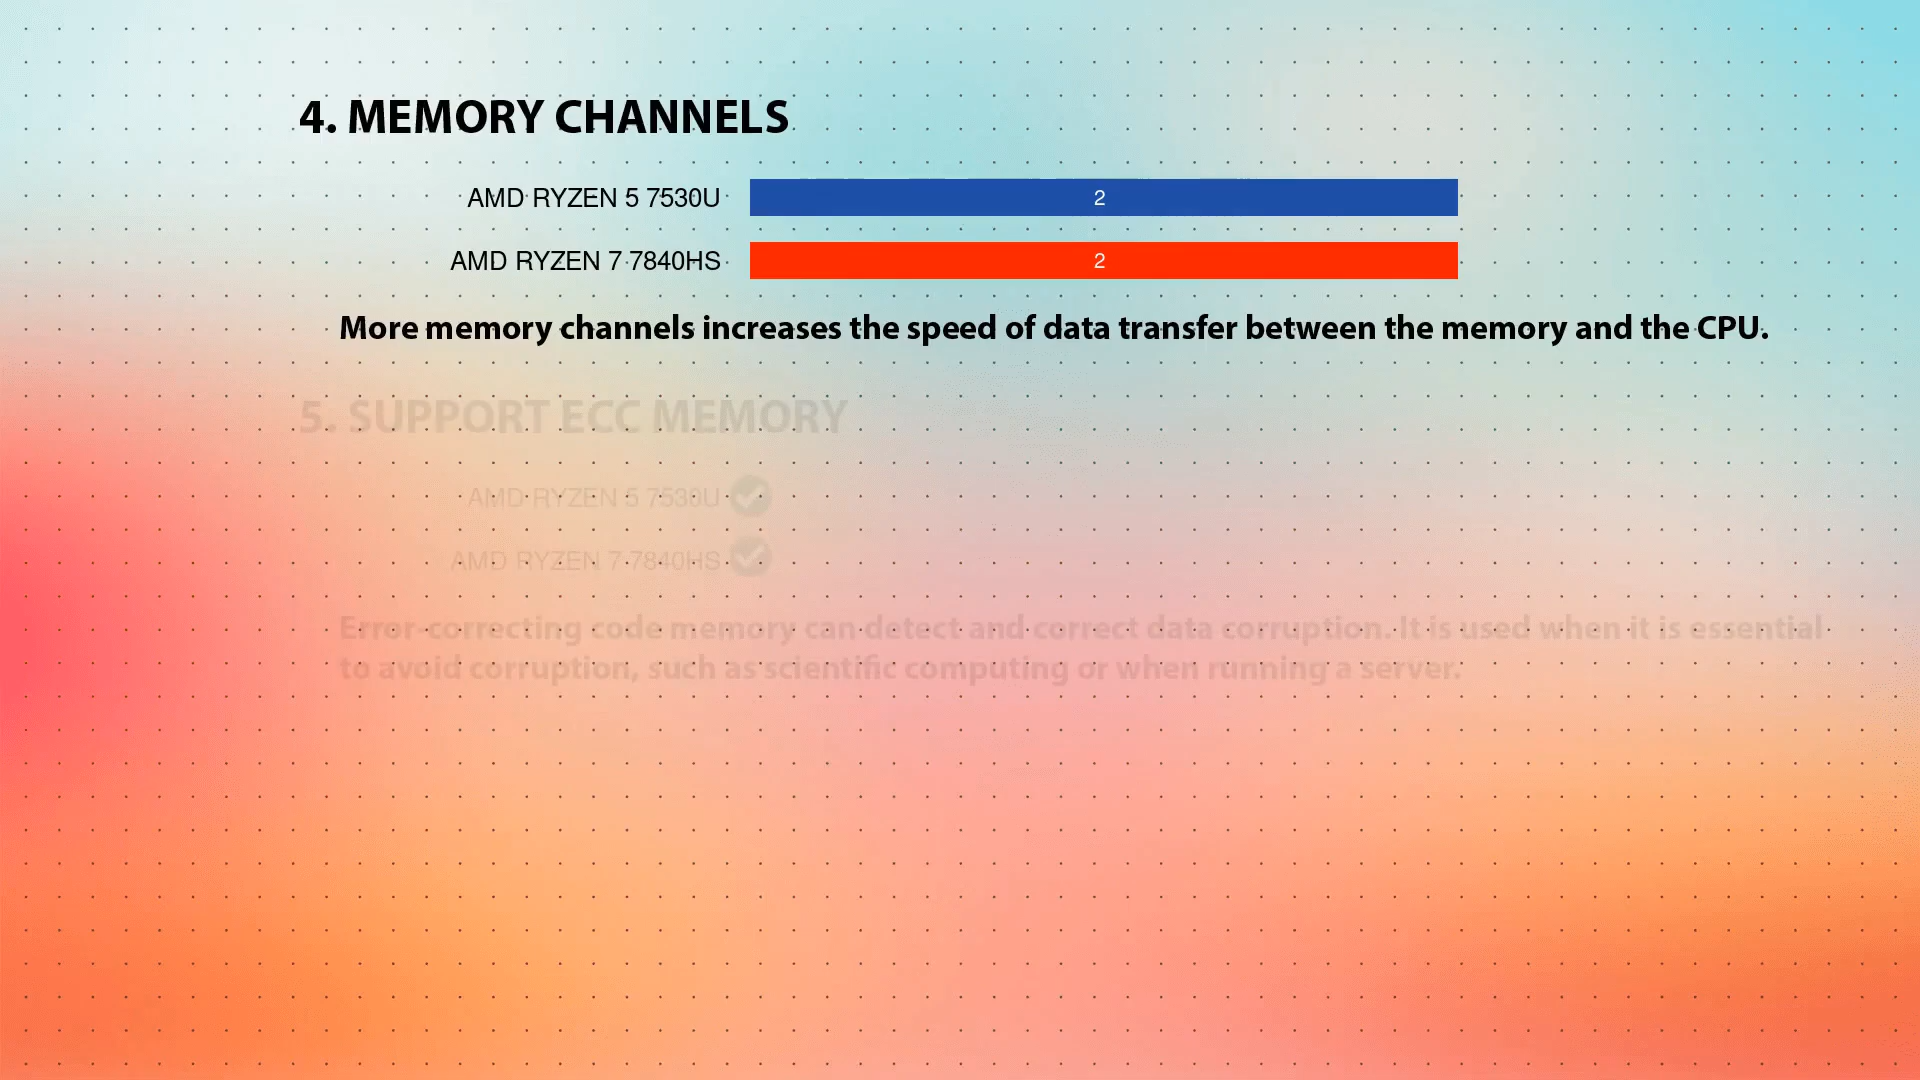 4. MEMORY CHANNELS
AMD RYZEN 5 7530U 2
AMD RYZEN 7 7840HS 2
More memory channels increases the speed of data transfer between the memory and the CPU.
5. SUPPORT ECC MEMORY
AMD RYZEN 5 7530U
AMD RYZEN 7 7840HS
Error-correcting code memory can detect and correct data corruption. It is used when it is essential
to avoid corruption, such as scientific computing or when running a server.